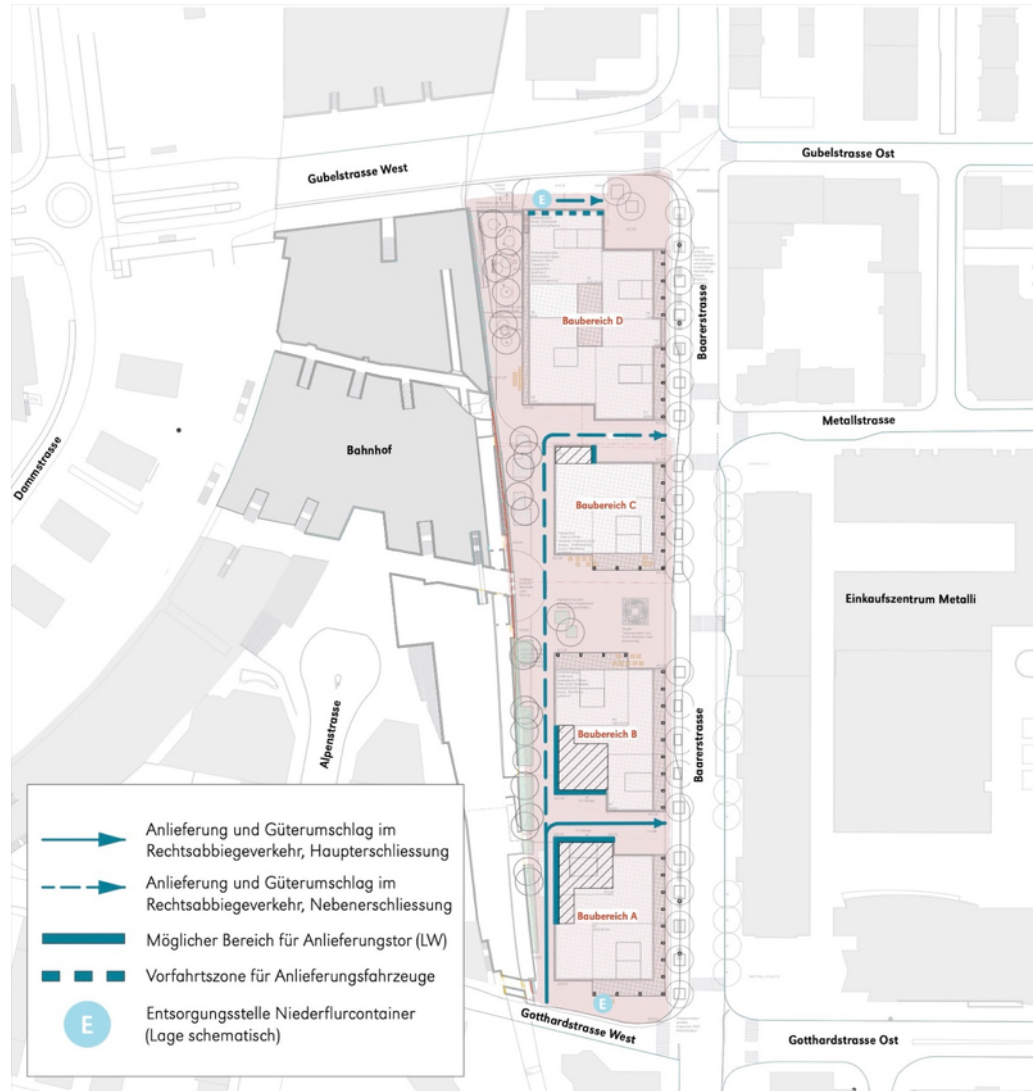 Gubelstrasse West
Gubelstrasse Ost
E
Baubereich D
Baarerstrasse
Metallstrasse
Dammstrasse
Bahnhof
Baubereich C
Einkaufszentrum Metalli
Alpenstrasse
Baubereich B
Baarerstrasse
Baubereich A
E
Gotthardstrasse West
Gotthardstrasse Ost
Anlieferung und Güterumschlag im
Rechtsabbiegeverkehr, Haupterschliessung
Anlieferung und Güterumschlag im
Rechtsabbiegeverkehr, Nebenerschliessung
Möglicher Bereich für Anlieferungstor (LW)
Vorfahrtszone für Anlieferungsfahrzeuge
E
Entsorgungsstelle Niederflurcontainer
(Lage schematisch)